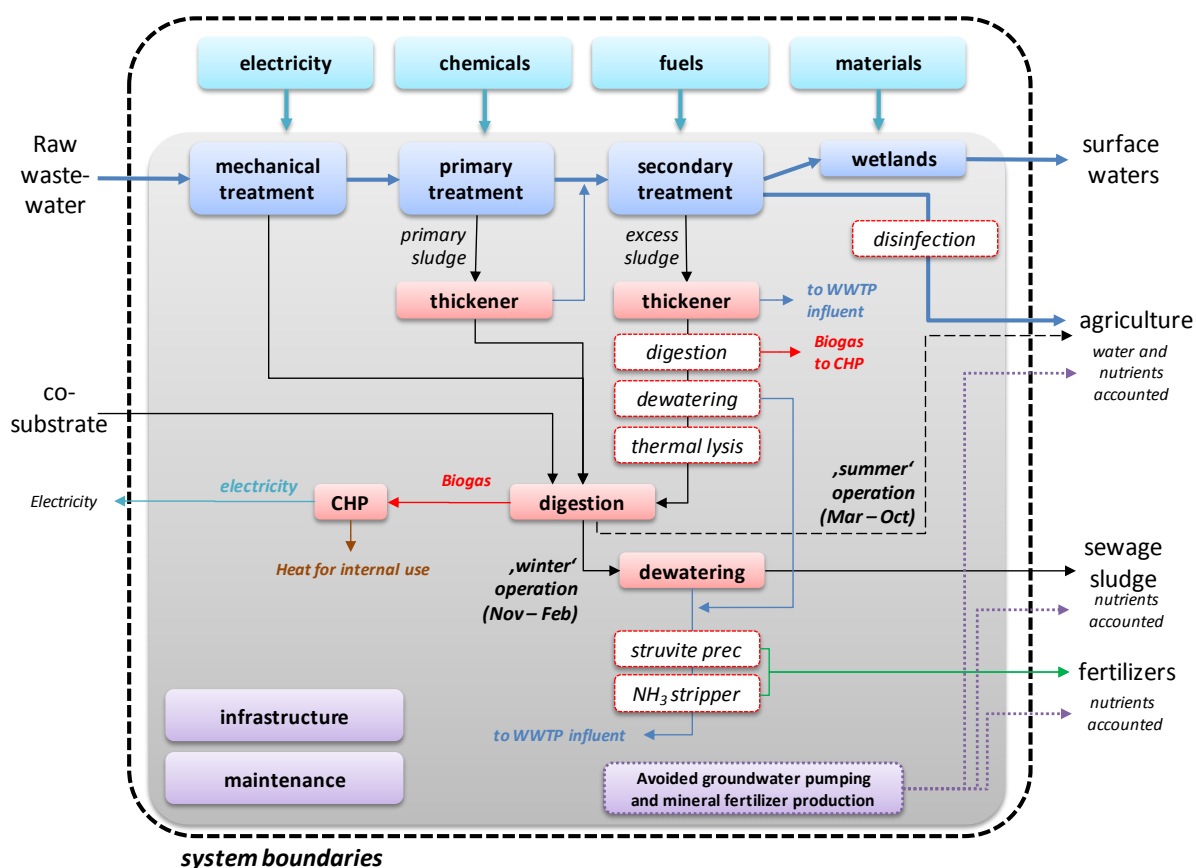 electricity
chemicals
fuels
materials
Raw
waste-
water
mechanical
treatment
primary
treatment
secondary
treatment
wetlands
surface
waters
primary
sludge
excess
sludge
disinfection
thickener
thickener
to WWTP
influent
agriculture
water and
nutrients
accounted
digestion
Biogas
to CHP
dewatering
thermal lysis
co-
substrate
‚summer‘
operation
(Mar – Oct)
Electricity
electricity
CHP
Biogas
digestion
Heat for internal use
‚winter‘
operation
(Nov – Feb)
dewatering
sewage
sludge
nutrients
accounted
struvite prec
NH3 stripper
fertilizers
nutrients
accounted
to WWTP influent
infrastructure
maintenance
Avoided groundwater pumping
and mineral fertilizer production
system boundaries